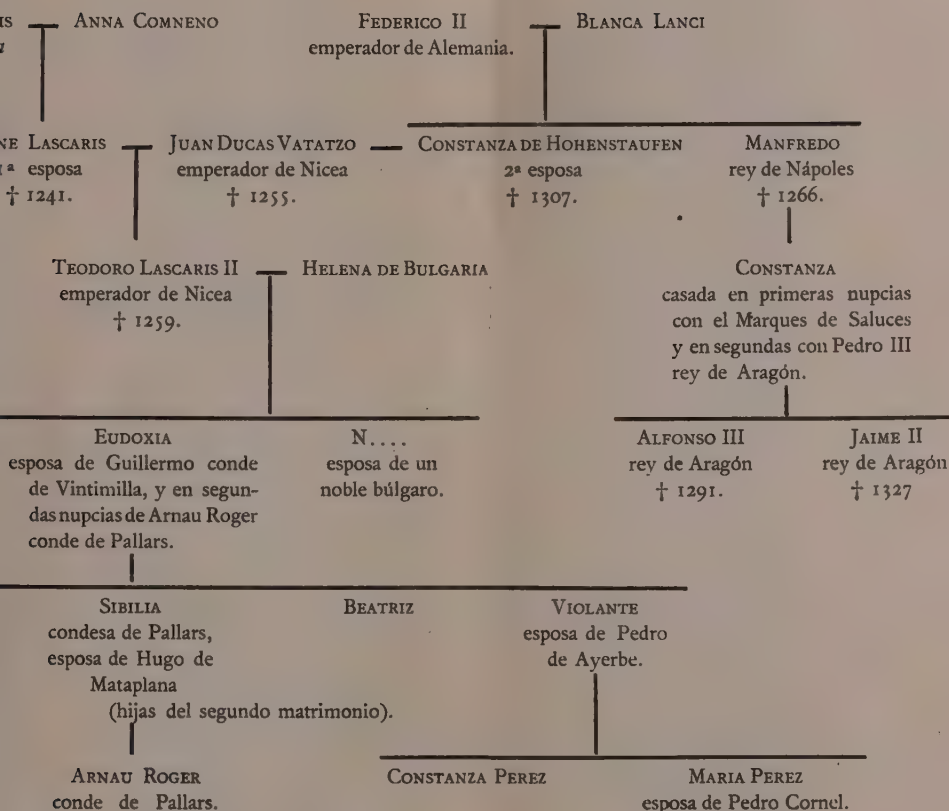 ANNA COMNENO
FEDERICO II
emperador de Alemania.
BLANCA LANCI
LASCARIS
esposa
† 1241.
JUAN DUCAS VATATZO
emperador de Nicea
† 1255.
CONSTANZA DE HOHENSTAUFEN
2ª esposa
† 1307.
MANFREDO
rey de Nápoles
† 1266.
TEODORO LASCARIS II
emperador de Nicea
† 1259.
HELENA DE BULGARIA
CONSTANZA
casada en primeras nupcias
con el Marques de Saluces
y en segundas con Pedro III
rey de Aragón.
EUDOXIA
esposa de Guillermo conde
de Vintimilla, y en segun-
das nupcias de Arnau Roger
conde de Pallars.
N....
esposa de un
noble búlgaro.
ALFONSO III
rey de Aragón
† 1291.
JAIME II
rey de Aragón
† 1327
SIBILIA
condesa de Pallars,
esposa de Hugo de
Mataplana
(hijas del segundo matrimonio).
BEATRIZ
VIOLANTE
esposa de Pedro
de Ayerbe.
ARNAU ROGER
conde de Pallars.
CONSTANZA PEREZ
MARIA PEREZ
esposa de Pedro Cornel.